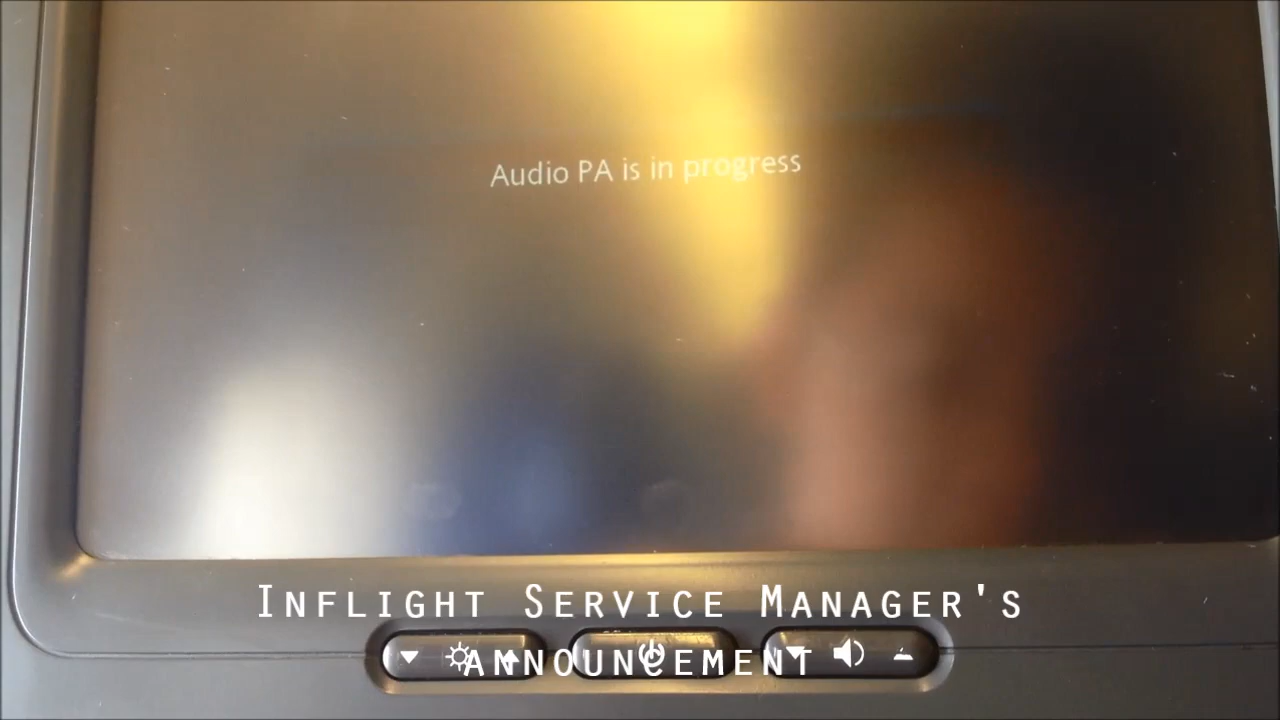 Audio PA is in progress
Inflight Service Manager's
announcement